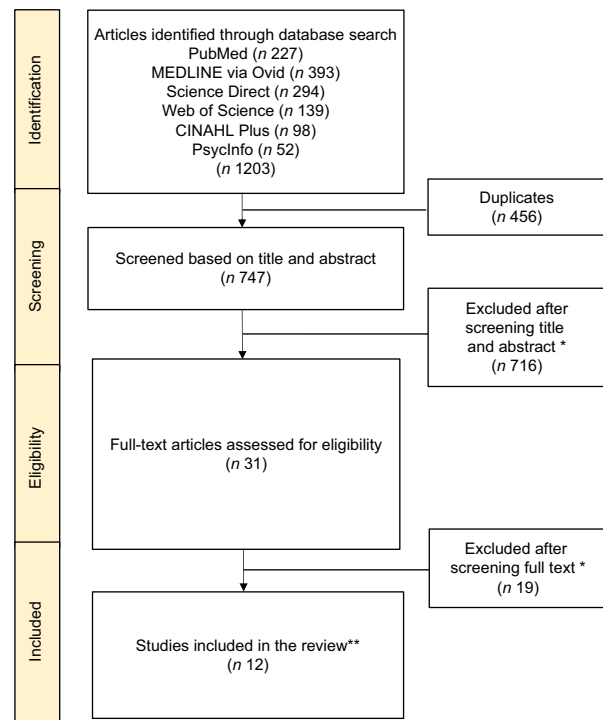 Identification
Articles identified through database search
PubMed (n 227)
MEDLINE via Ovid (n 393)
Science Direct (n 294)
Web of Science (n 139)
CINAHL Plus (n 98)
PsycInfo (n 52)
(n 1203)
Duplicates
(n 456)
Screening
Screened based on title and abstract
(n 747)
Excluded after
screening title
and abstract *
(n 716)
Eligibility
Full-text articles assessed for eligibility
(n 31)
Excluded after
screening full text *
(n 19)
Included
Studies included in the review**
(n 12)